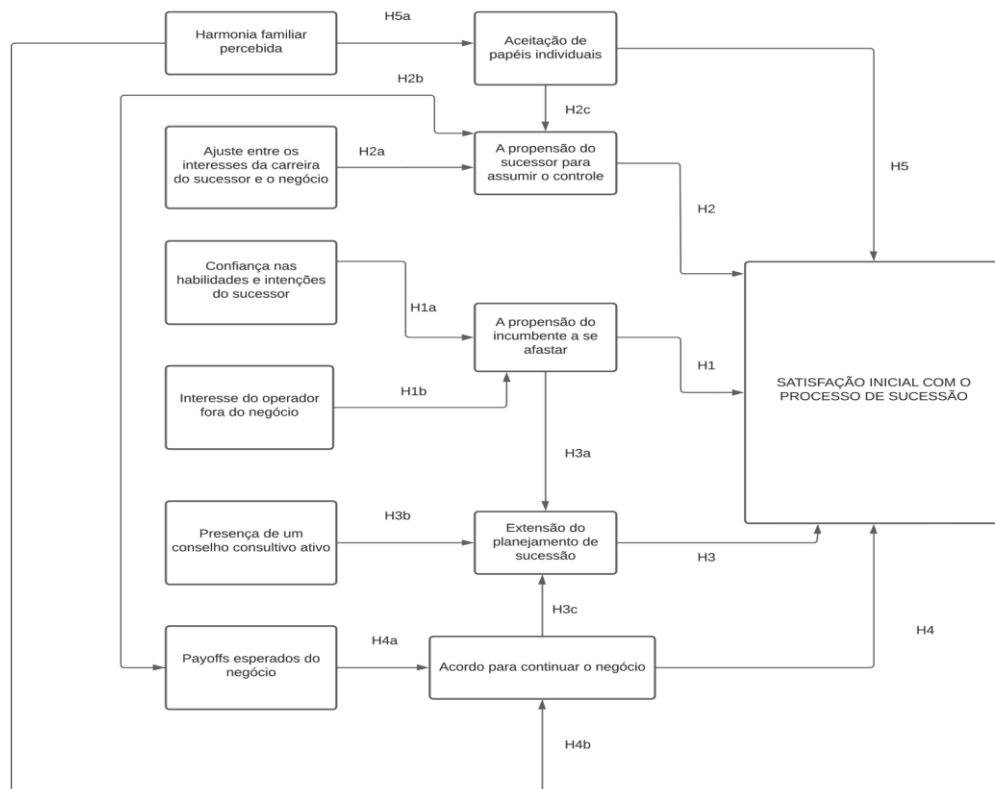 H5a
Harmonia familiar
percebida
Aceitação de
papéis individuais
H2b
H2c
Ajuste entre os
interesses da carreira
do sucessor e o negócio
H2a
A propensão do
sucessor para
assumir o controle
H5
H2
Confiança nas
habilidades e intenções
do sucessor
H1a
A propensão do
incumbente a se
afastar
H1
Interesse do operador
fora do negócio
H1b
SATISFAÇÃO INICIAL COM O
PROCESSO DE SUCESSÃO
H3a
Presença de um
conselho consultivo ativo
H3b
Extensão do
planejamento de
sucessão
H3
H3c
Payoffs esperados do
negócio
H4a
Acordo para continuar o negócio
H4
H4b